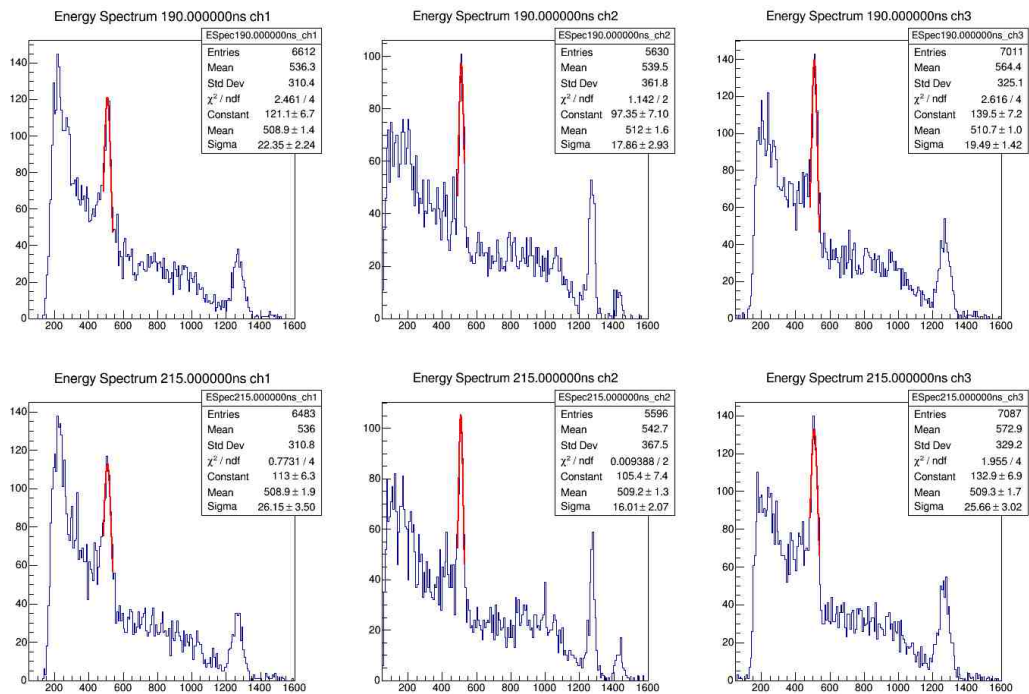 Energy Spectrum 190.000000ns ch1
ESpec190.000000ns_ch1
Entries 6612
Mean 536.3
Std Dev 310.4
χ² / ndf 2.461 / 4
Constant 121.1 ± 6.7
Mean 508.9 ± 1.4
Sigma 22.35 ± 2.24
140
120
100
80
60
40
20
0
200 400 600 800 1000 1200 1400 1600
Energy Spectrum 190.000000ns ch2
ESpec190.000000ns_ch2
Entries 5630
Mean 539.5
Std Dev 361.8
χ² / ndf 1.142 / 2
Constant 97.35 ± 7.10
Mean 512 ± 1.6
Sigma 17.86 ± 2.93
100
80
60
40
20
0
200 400 600 800 1000 1200 1400 1600
Energy Spectrum 190.000000ns ch3
ESpec190.000000ns_ch3
Entries 7011
Mean 564.4
Std Dev 325.1
χ² / ndf 2.616 / 4
Constant 139.5 ± 7.2
Mean 510.7 ± 1.0
Sigma 19.49 ± 1.42
140
120
100
80
60
40
20
0
200 400 600 800 1000 1200 1400 1600
Energy Spectrum 215.000000ns ch1
ESpec215.000000ns_ch1
Entries 6483
Mean 536
Std Dev 310.8
χ² / ndf 0.7731 / 4
Constant 113 ± 6.3
Mean 508.9 ± 1.9
Sigma 26.15 ± 3.50
140
120
100
80
60
40
20
0
200 400 600 800 1000 1200 1400 1600
Energy Spectrum 215.000000ns ch2
ESpec215.000000ns_ch2
Entries 5596
Mean 542.7
Std Dev 367.5
χ² / ndf 0.009388 / 2
Constant 105.4 ± 7.4
Mean 509.2 ± 1.3
Sigma 16.01 ± 2.07
100
80
60
40
20
0
200 400 600 800 1000 1200 1400 1600
Energy Spectrum 215.000000ns ch3
ESpec215.000000ns_ch3
Entries 7087
Mean 572.9
Std Dev 329.2
χ² / ndf 1.955 / 4
Constant 132.9 ± 6.9
Mean 509.3 ± 1.7
Sigma 25.66 ± 3.02
140
120
100
80
60
40
20
0
200 400 600 800 1000 1200 1400 1600